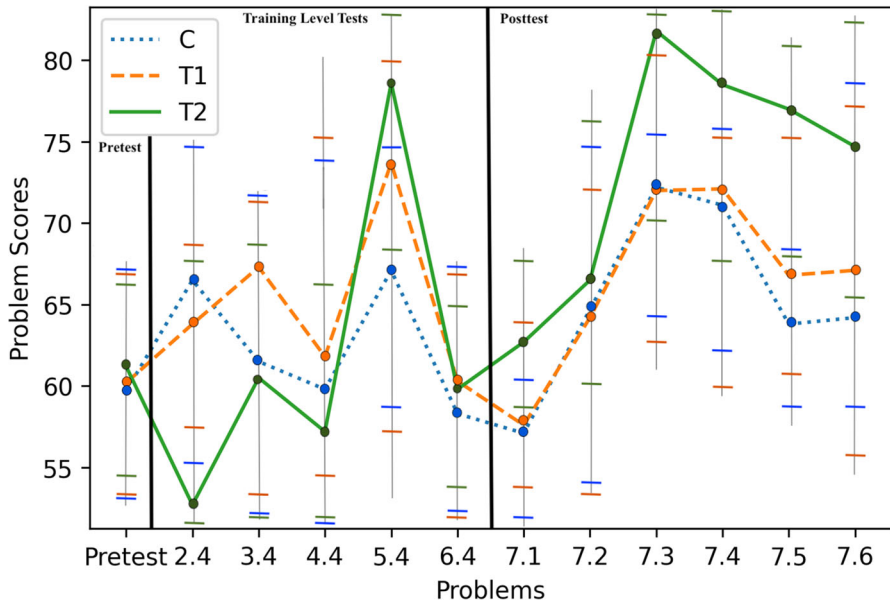 Training Level Tests
Posttest
Pretest
C
T1
T2
Problem Scores
80
75
70
65
60
55
Pretest 2.4 3.4 4.4 5.4 6.4 7.1 7.2 7.3 7.4 7.5 7.6
Problems